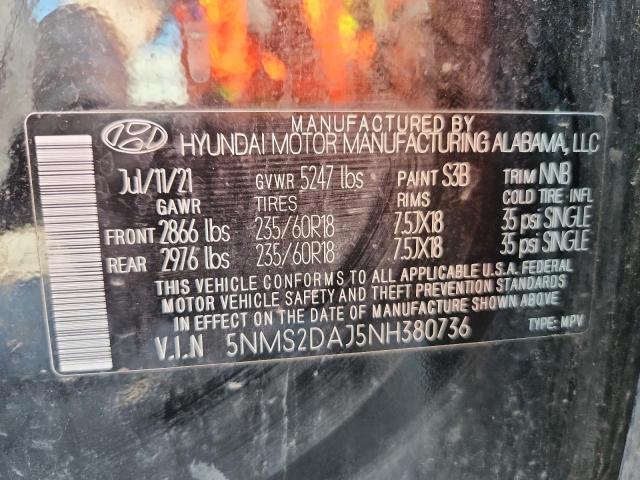 MANUFACTURED BY
HYUNDAI MOTOR MANUFACTURING ALABAMA, LLC
Jul/11/21 GVWR 5247 lbs PAINT S3B TRIM NNB
GAWR TIRES RIMS COLD TIRE INFL
FRONT 2866 lbs 235/60R18 7.5JX18 35 psi SINGLE
REAR 2976 lbs 235/60R18 7.5JX18 35 psi SINGLE
THIS VEHICLE CONFORMS TO ALL APPLICABLE U.S.A. FEDERAL
MOTOR VEHICLE SAFETY AND THEFT PREVENTION STANDARDS
IN EFFECT ON THE DATE OF MANUFACTURE SHOWN ABOVE.
V.I.N 5NMS2DAJ5NH380736 TYPE: MPV